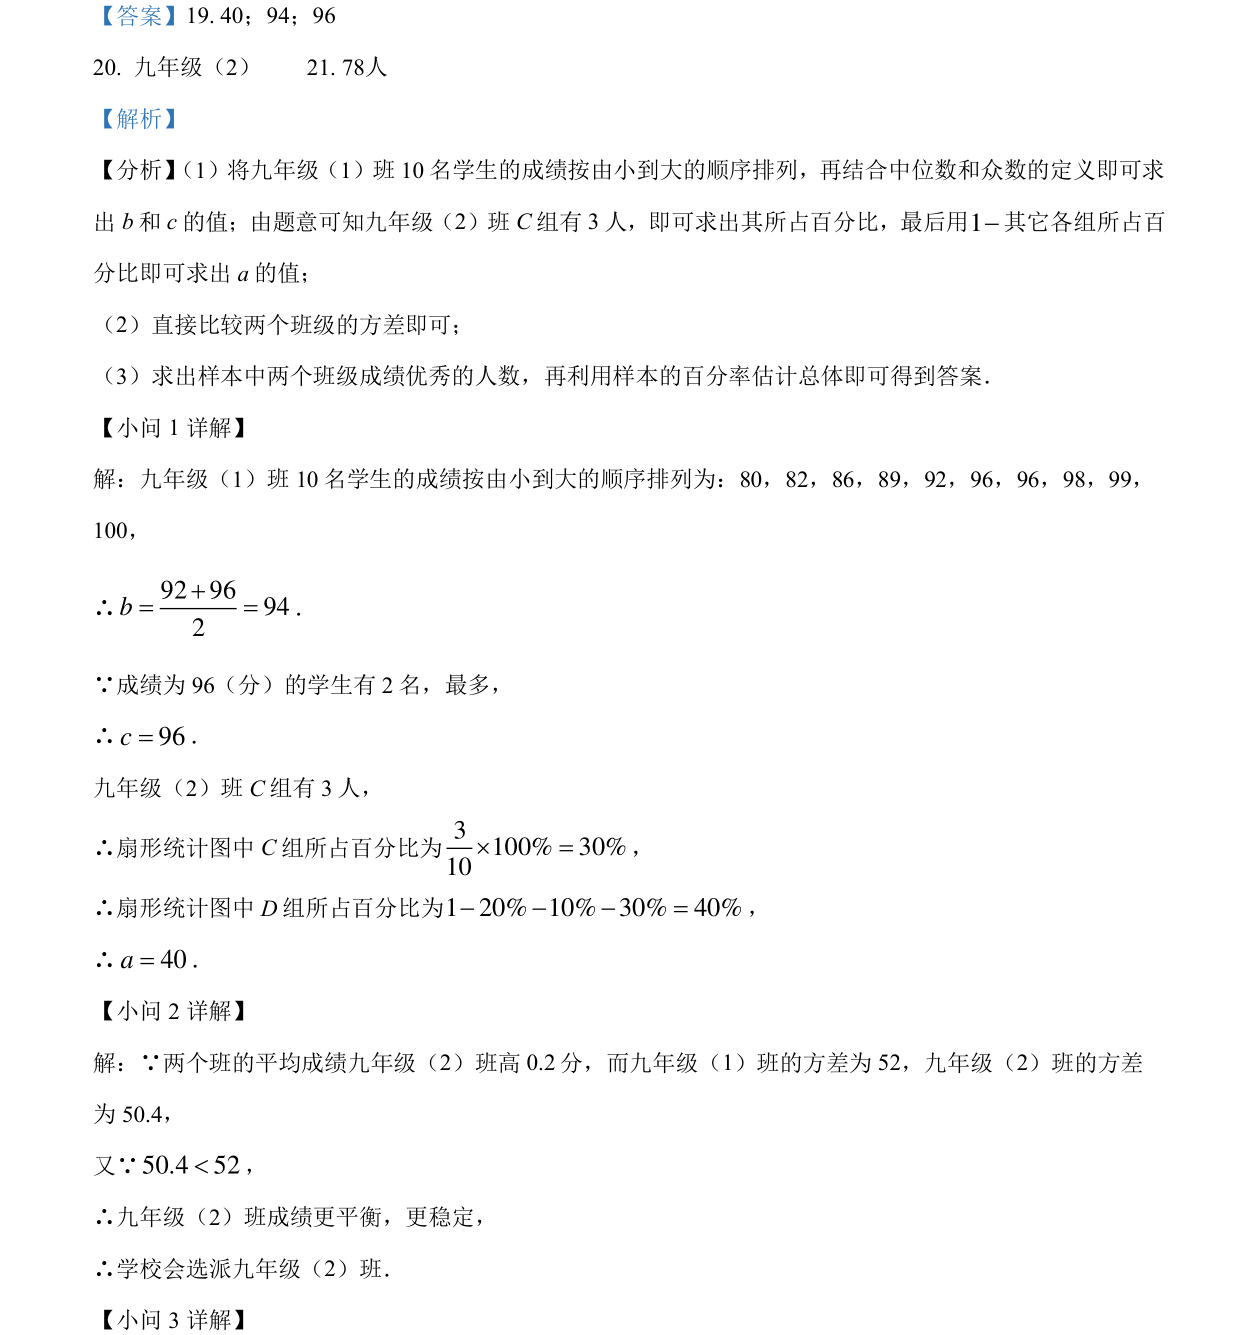 【答案】19. 40；94；96
20. 九年级（2） 21. 78人
【解析】
【分析】（1）将九年级（1）班 10 名学生的成绩按由小到大的顺序排列，再结合中位数和众数的定义即可求
出 b 和 c 的值；由题意可知九年级（2）班 C 组有 3 人，即可求出其所占百分比，最后用1− 其它各组所占百
分比即可求出 a 的值；
（2）直接比较两个班级的方差即可；
（3）求出样本中两个班级成绩优秀的人数，再利用样本的百分率估计总体即可得到答案．
【小问 1 详解】
解：九年级（1）班 10 名学生的成绩按由小到大的顺序排列为：80，82，86，89，92，96，96，98，99，
100，
∴ b = (92+96)/2 = 94 .
∵成绩为 96（分）的学生有 2 名，最多，
∴ c = 96 .
九年级（2）班 C 组有 3 人，
∴扇形统计图中 C 组所占百分比为 3/10 ×100% = 30% ，
∴扇形统计图中 D 组所占百分比为1− 20% −10% − 30% = 40% ，
∴ a = 40 .
【小问 2 详解】
解：∵两个班的平均成绩九年级（2）班高 0.2 分，而九年级（1）班的方差为 52，九年级（2）班的方差
为 50.4，
又∵ 50.4 < 52 ，
∴九年级（2）班成绩更平衡，更稳定，
∴学校会选派九年级（2）班．
【小问 3 详解】